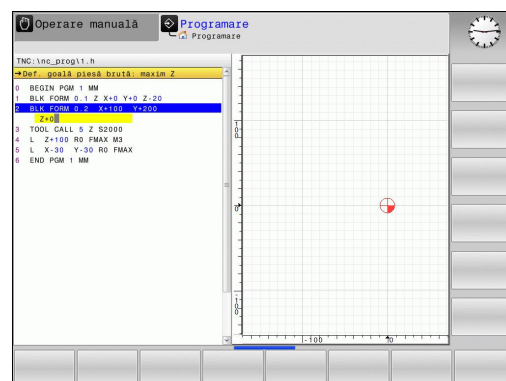 Operare manuală
Programare
Programare
TNC:\nc_prog\1.h
→Def. goală piesă brută: maxim Z
0 BEGIN PGM 1 MM
1 BLK FORM 0.1 Z X+0 Y+0 Z-20
2 BLK FORM 0.2 X+100 Y+200
Z+0
3 TOOL CALL 5 Z S2000
4 L Z+100 R0 FMAX M3
5 L X-30 Y-30 R0 FMAX
6 END PGM 1 MM
100
0
-100
-100
0